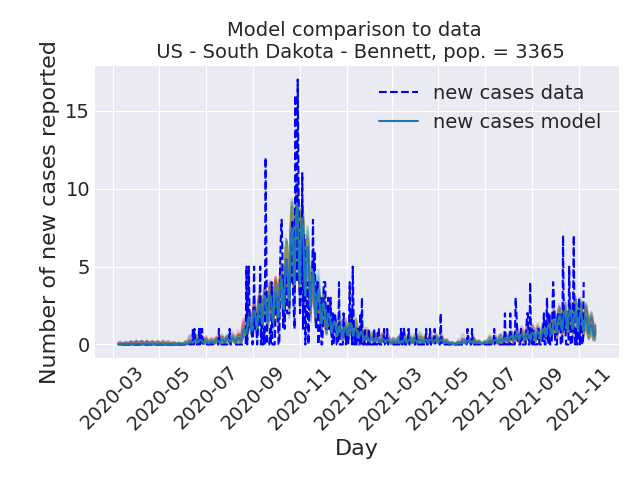 Model comparison to data
US - South Dakota - Bennett, pop. = 3365
Number of new cases reported
15
10
5
0
new cases data
new cases model
2020-03
2020-05
2020-07
2020-09
2020-11
2021-01
2021-03
2021-05
2021-07
2021-09
2021-11
Day